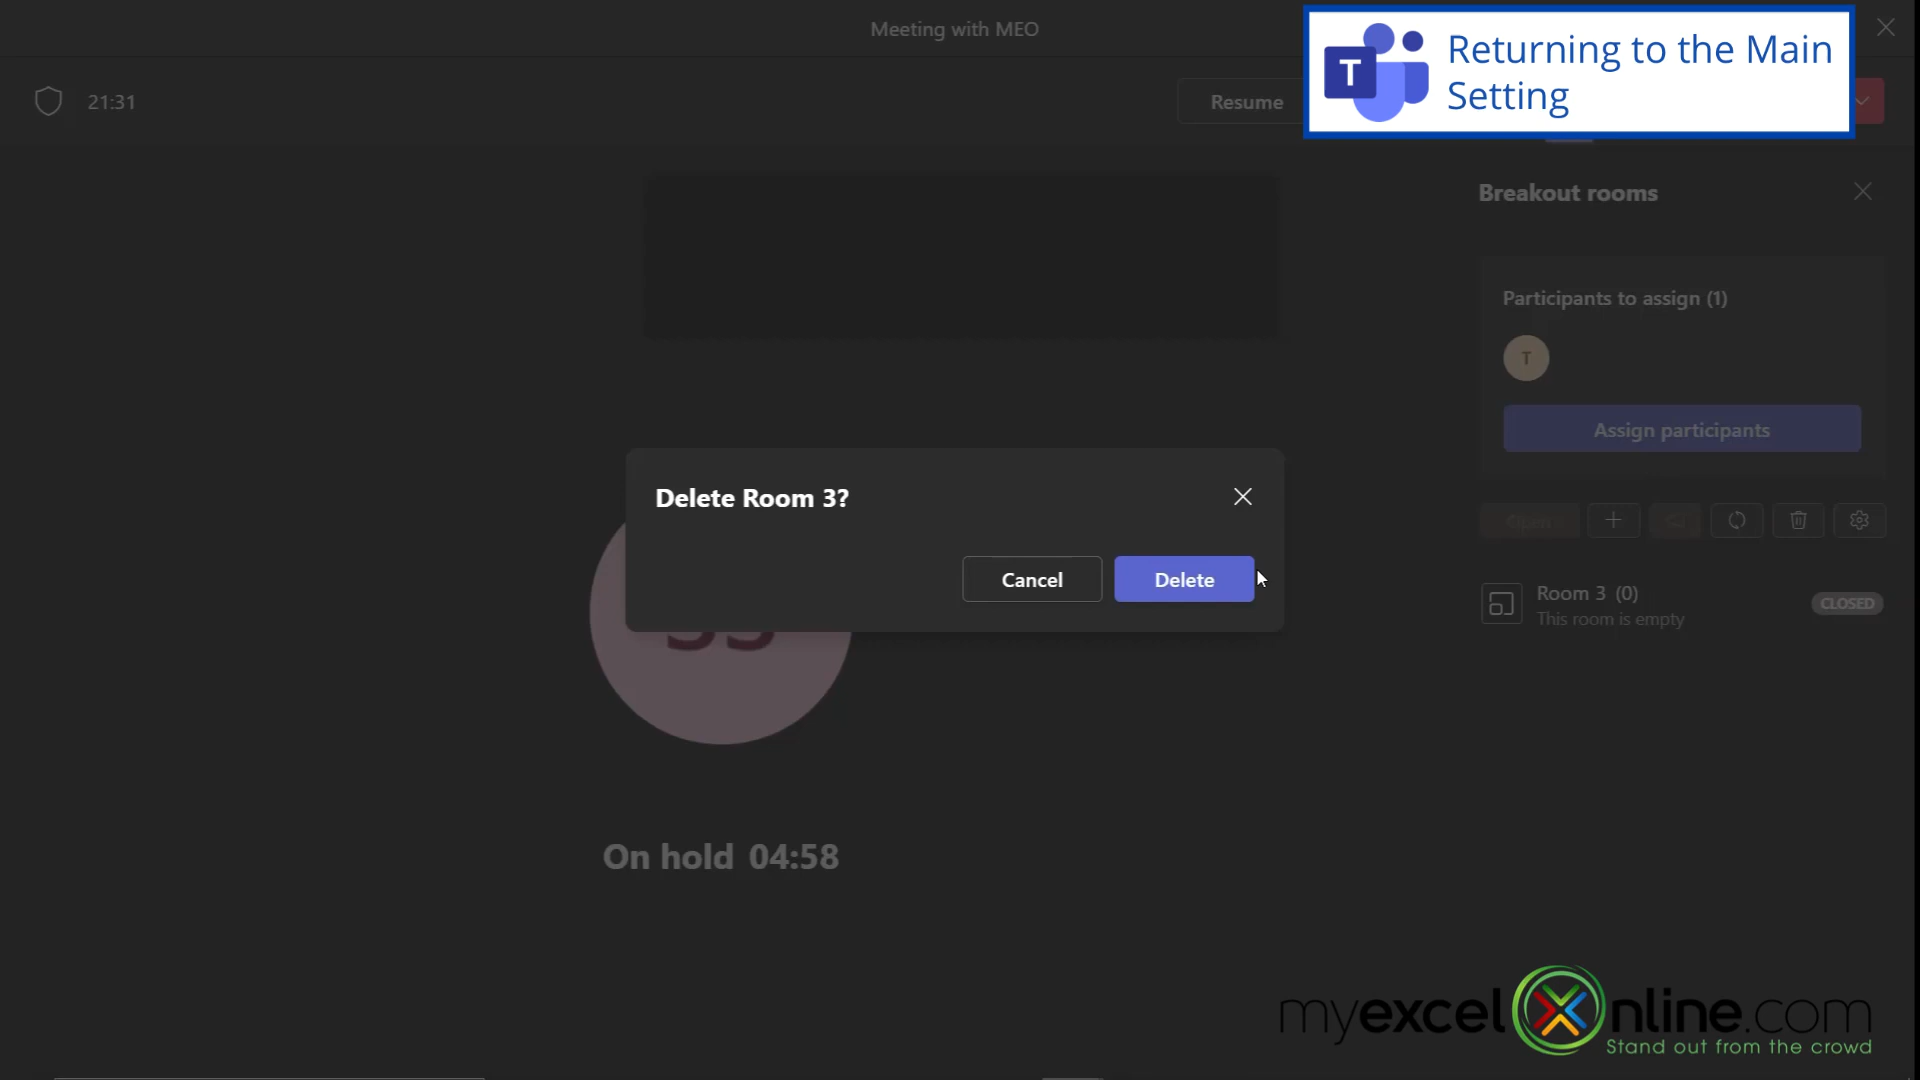 Meeting with MEO
Returning to the Main
Setting
T
21:31
Resume
Breakout rooms
Participants to assign (1)
T
Assign participants
Open
Delete Room 3?
Cancel
Delete
Room 3 (0)
This room is empty
CLOSED
On hold 04:58
myexcelonline.com
Stand out from the crowd